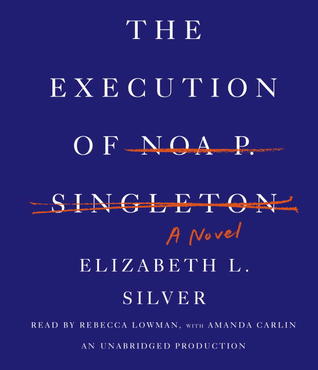 THE
EXECUTION
OF NOA P.
SINGLETON
A Novel
ELIZABETH L.
SILVER
READ BY REBECCA LOWMAN, WITH AMANDA CARLIN
AN UNABRIDGED PRODUCTION